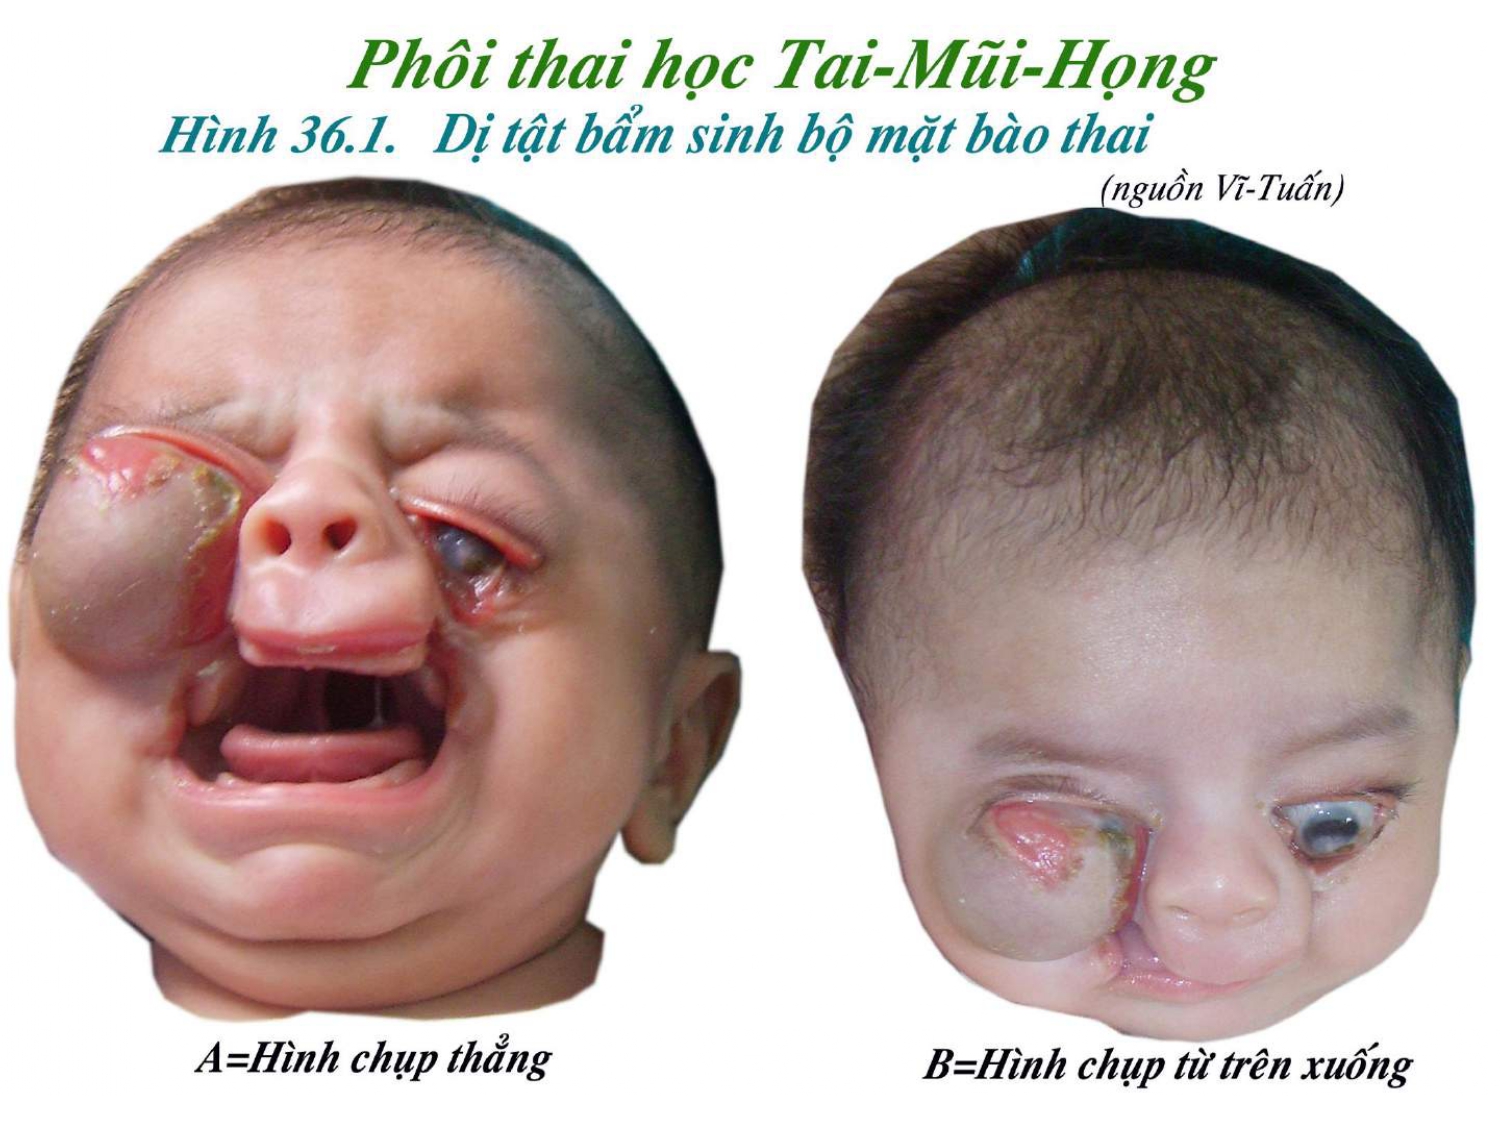 Phôi thai học Tai-Mũi-Họng
Hình 36.1. Dị tật bẩm sinh bộ mặt bào thai
(nguồn Vĩ-Tuấn)
A=Hình chụp thẳng
B=Hình chụp từ trên xuống